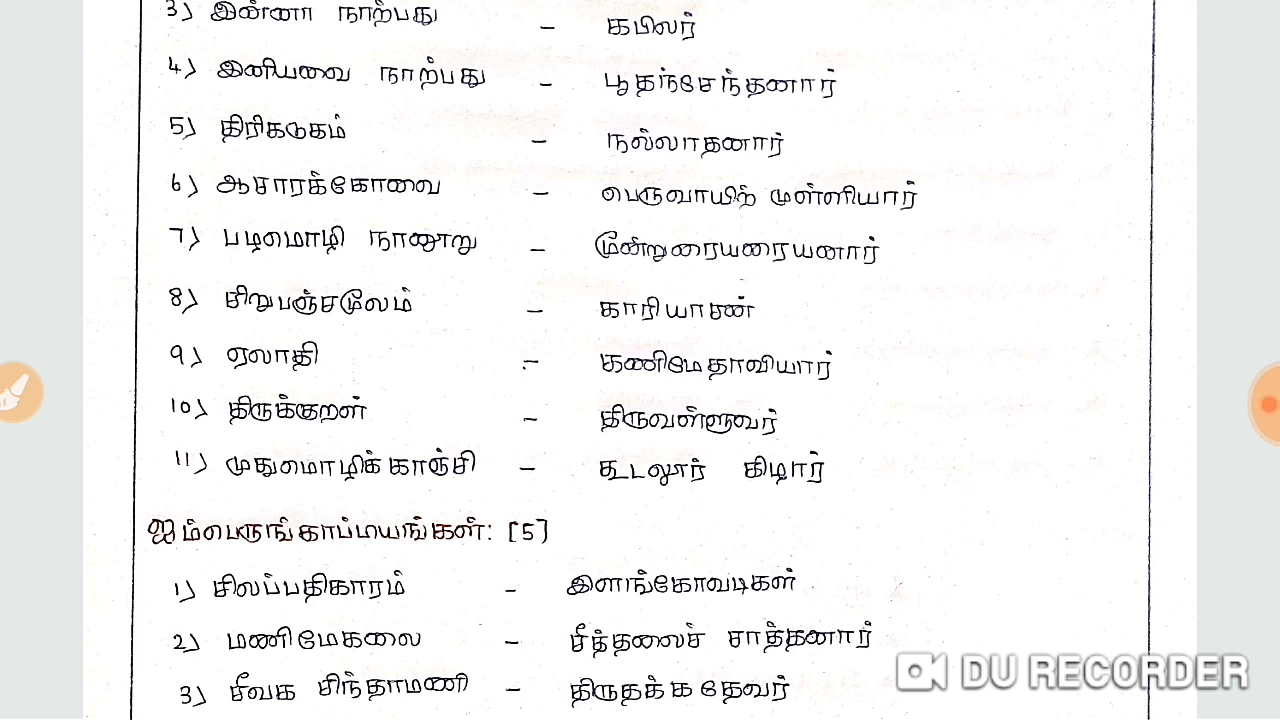 3) இன்னா நாற்பது - கபிலர்
4) இனியவை நாற்பது - பூதஞ்சேந்தனார்
5) திரிகடுகம் - நல்லாதனார்
6) ஆசாரக்கோவை - பெருவாயின் முள்ளியார்
7) பழமொழி நானூறு - மூன்றுரையரையனார்
8) சிறுபஞ்சமூலம் - காரியாசன்
9) ஏலாதி - கணிமேதாவியார்
10) திருக்குறள் - திருவள்ளுவர்
11) முதுமொழிக் காஞ்சி - கூடலூர் கிழார்
ஐம்பெருங்காப்பியங்கள்: [5]
1) சிலப்பதிகாரம் - இளங்கோவடிகள்
2) மணிமேகலை - சீத்தலைச் சாத்தனார்
3) சீவக சிந்தாமணி - திருதக்க தேவர்
DU RECORDER